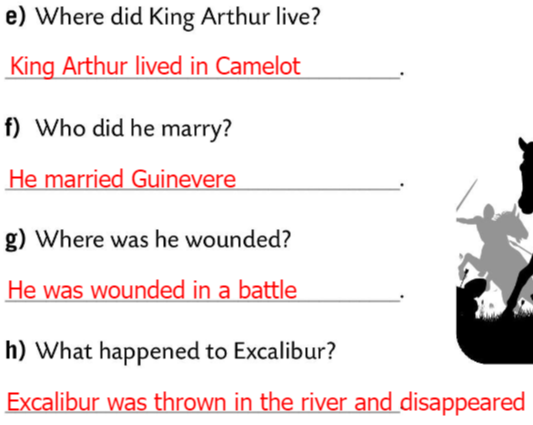 e) Where did King Arthur live?
King Arthur lived in Camelot.
f) Who did he marry?
He married Guinevere.
g) Where was he wounded?
He was wounded in a battle.
h) What happened to Excalibur?
Excalibur was thrown in the river and disappeared